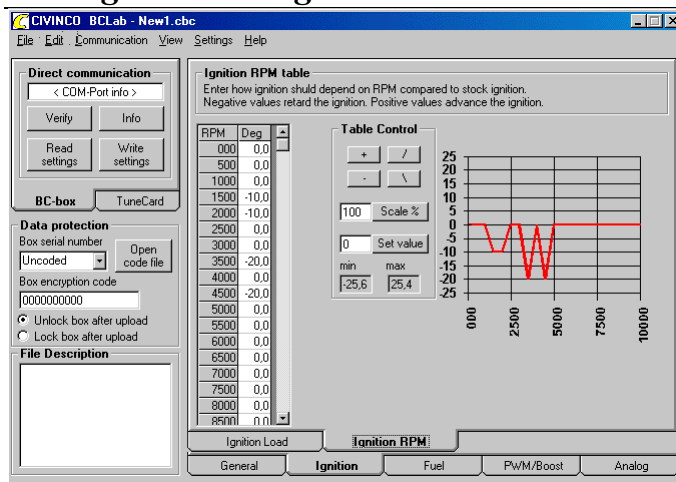 CIVINCO BCLab - New1.cbc
File Edit Communication View Settings Help
Direct communication
< COM-Port info >
Verify Info
Read settings Write settings
BC-box TuneCard
Data protection
Box serial number
Uncoded
Open code file
Box encryption code
0000000000
Unlock box after upload
Lock box after upload
File Description
Ignition RPM table
Enter how ignition shuld depend on RPM compared to stock ignition.
Negative values retard the ignition. Positive values advance the ignition.
RPM Deg
000 0,0
500 0,0
1000 0,0
1500 -10,0
2000 -10,0
2500 0,0
3000 0,0
3500 -20,0
4000 0,0
4500 -20,0
5000 0,0
5500 0,0
6000 0,0
6500 0,0
7000 0,0
7500 0,0
8000 0,0
8500 0,0
Table Control
+ /
- \
100 Scale %
0 Set value
min max
-25,6 25,4
25
20
15
10
5
0
-5
-10
-15
-20
-25
000 2500 5000 7500 10000
Ignition Load Ignition RPM
General Ignition Fuel PWM/Boost Analog